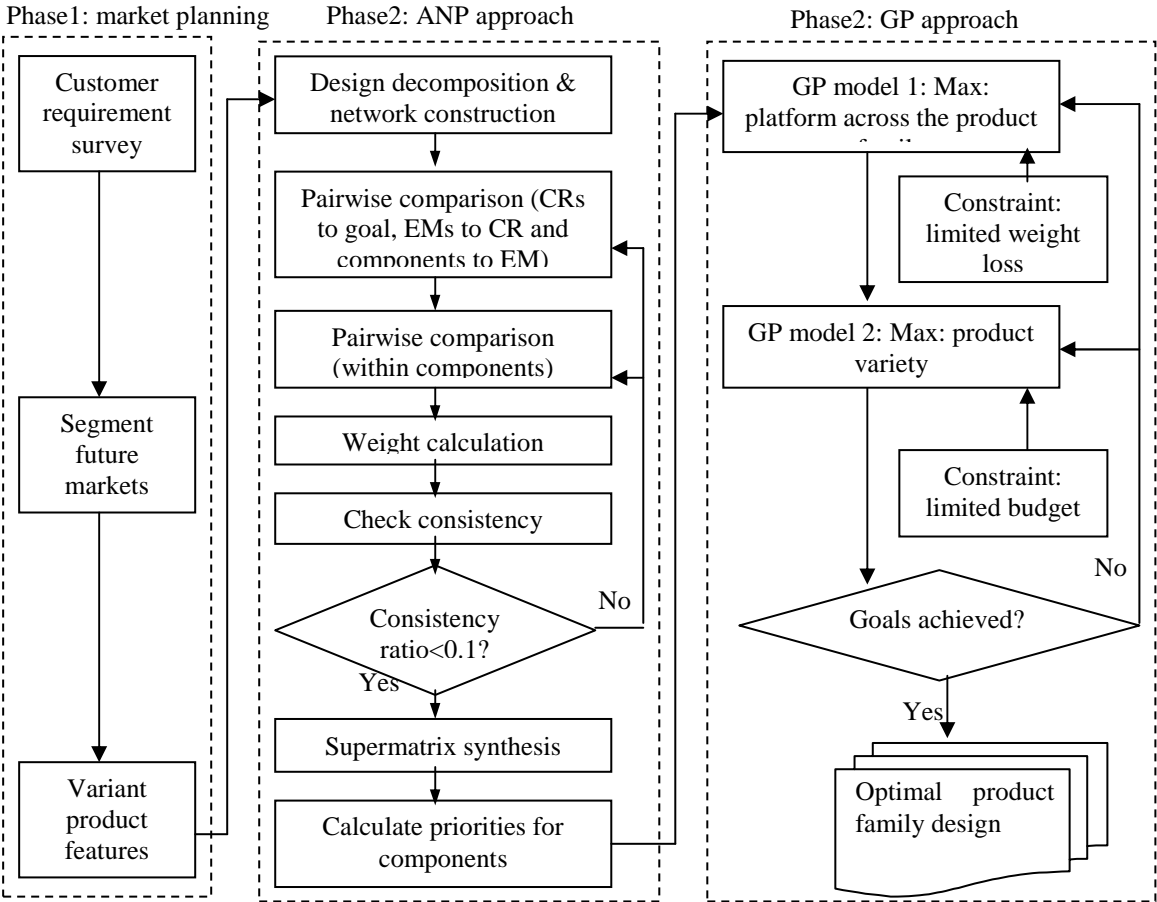 Phase1: market planning
Customer
requirement
survey
Segment
future
markets
Variant
product
features
Phase2: ANP approach
Design decomposition &
network construction
Pairwise comparison (CRs
to goal, EMs to CR and
components to EM)
Pairwise comparison
(within components)
Weight calculation
Check consistency
Consistency
ratio<0.1?
No
Yes
Supermatrix synthesis
Calculate priorities for
components
Phase2: GP approach
GP model 1: Max:
platform across the product
Constraint:
limited weight
loss
GP model 2: Max: product
variety
Constraint:
limited budget
No
Goals achieved?
Yes
Optimal product
family design